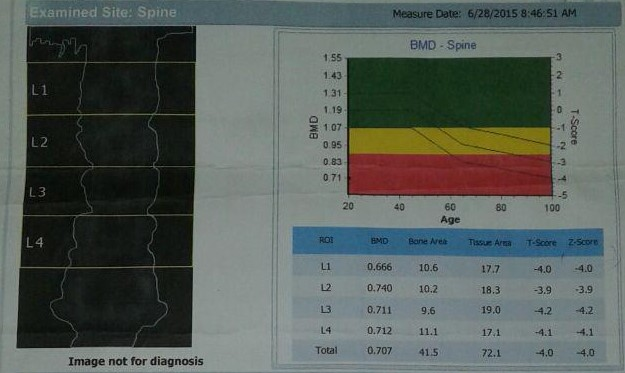 Examined Site: Spine
Measure Date: 6/28/2015 8:46:51 AM
L1
L2
L3
L4
Image not for diagnosis
BMD - Spine
BMD
1.55
1.43
1.31
1.19
1.07
0.95
0.83
0.71
3
2
1
0
-1
-2
-3
-4
-5
T-Score
20 40 60 80 100
Age
ROI BMD Bone Area Tissue Area T-Score Z-Score
L1 0.666 10.6 17.7 -4.0 -4.0
L2 0.740 10.2 18.3 -3.9 -3.9
L3 0.711 9.6 19.0 -4.2 -4.2
L4 0.712 11.1 17.1 -4.1 -4.1
Total 0.707 41.5 72.1 -4.0 -4.0